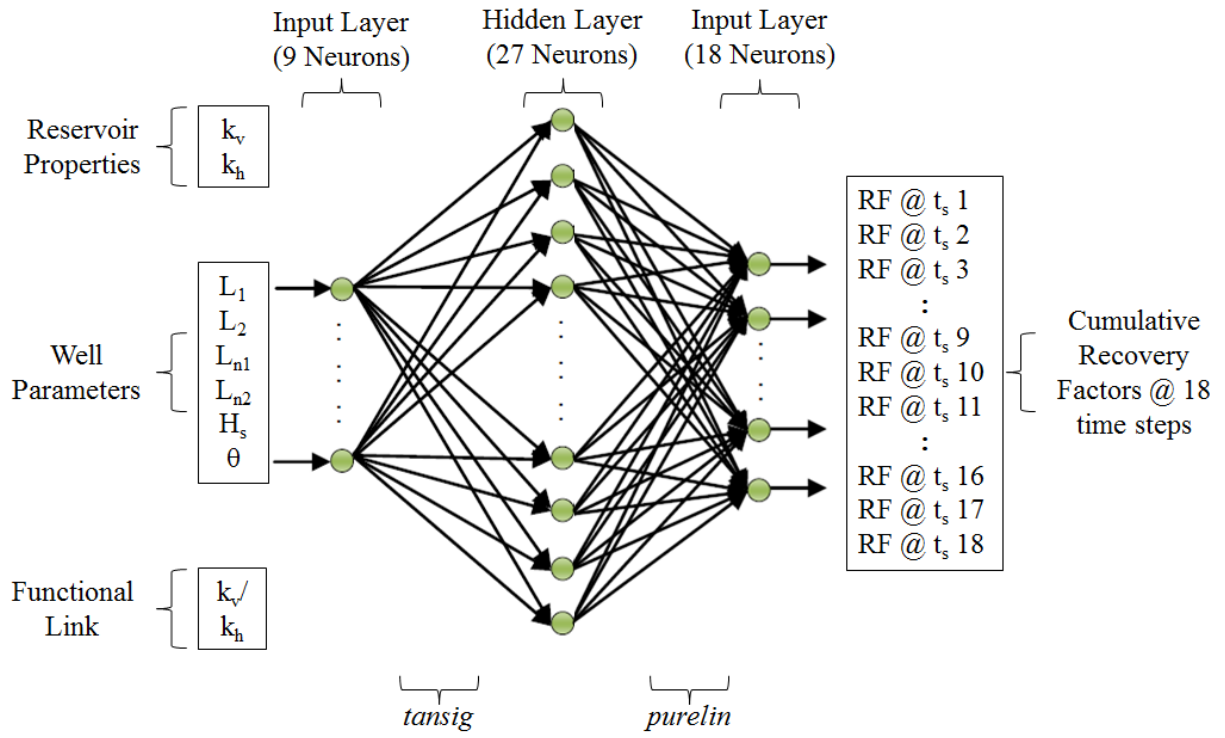 Input Layer
(9 Neurons)
Hidden Layer
(27 Neurons)
Input Layer
(18 Neurons)
Reservoir
Properties
kv
kh
Well
Parameters
L1
L2
Ln1
Ln2
Hs
θ
Functional
Link
kv/
kh
RF @ ts 1
RF @ ts 2
RF @ ts 3
:
RF @ ts 9
RF @ ts 10
RF @ ts 11
:
RF @ ts 16
RF @ ts 17
RF @ ts 18
Cumulative
Recovery
Factors @ 18
time steps
tansig
purelin